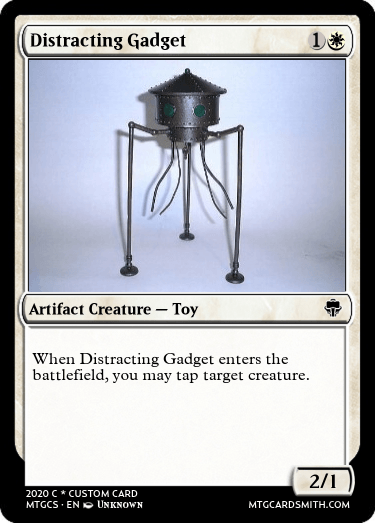 Distracting Gadget 1
Artifact Creature — Toy
When Distracting Gadget enters the
battlefield, you may tap target creature.
2/1
2020 C * CUSTOM CARD
MTGCS · EN UNKNOWN
MTGCARDSMITH.COM